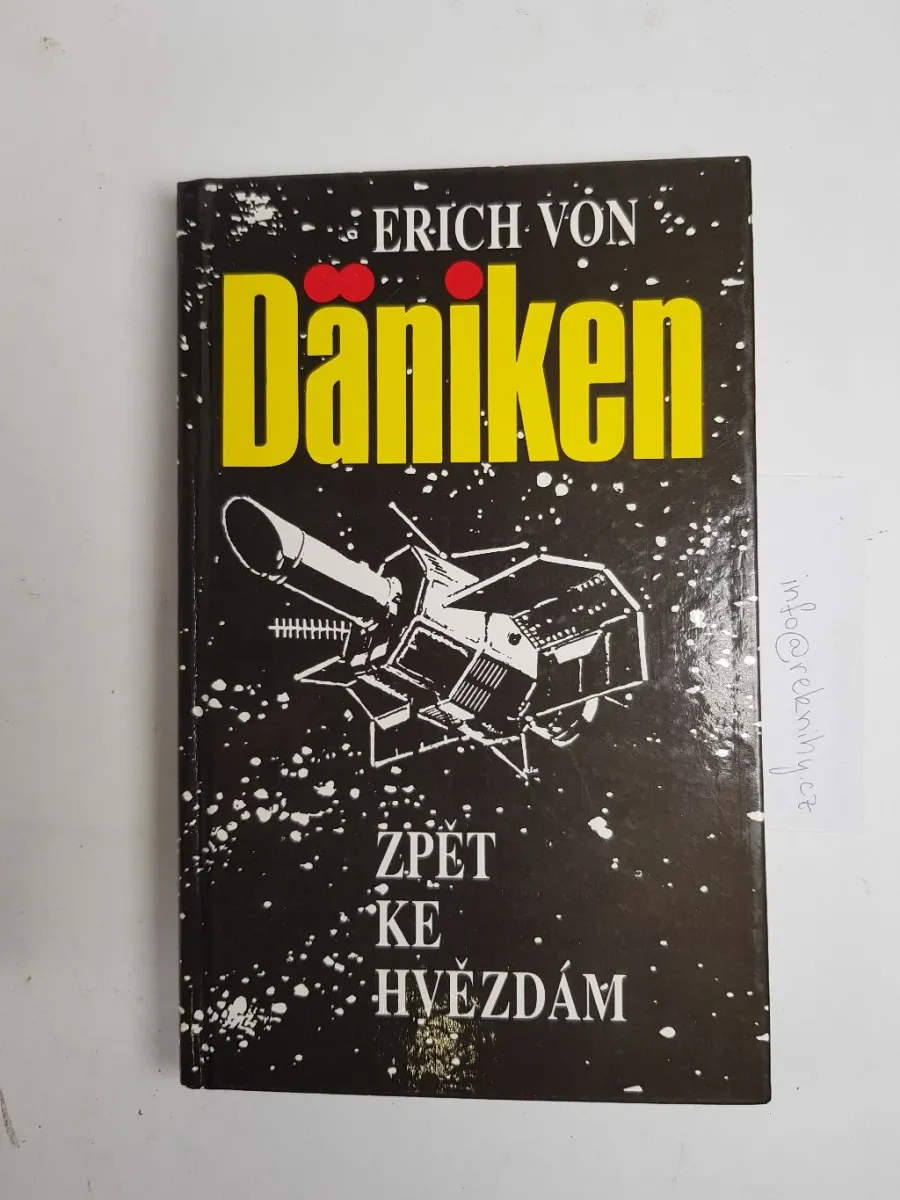 ERICH VON
Däniken
ZPĚT
KE
HVĚZDÁM
info@reknihy.cz